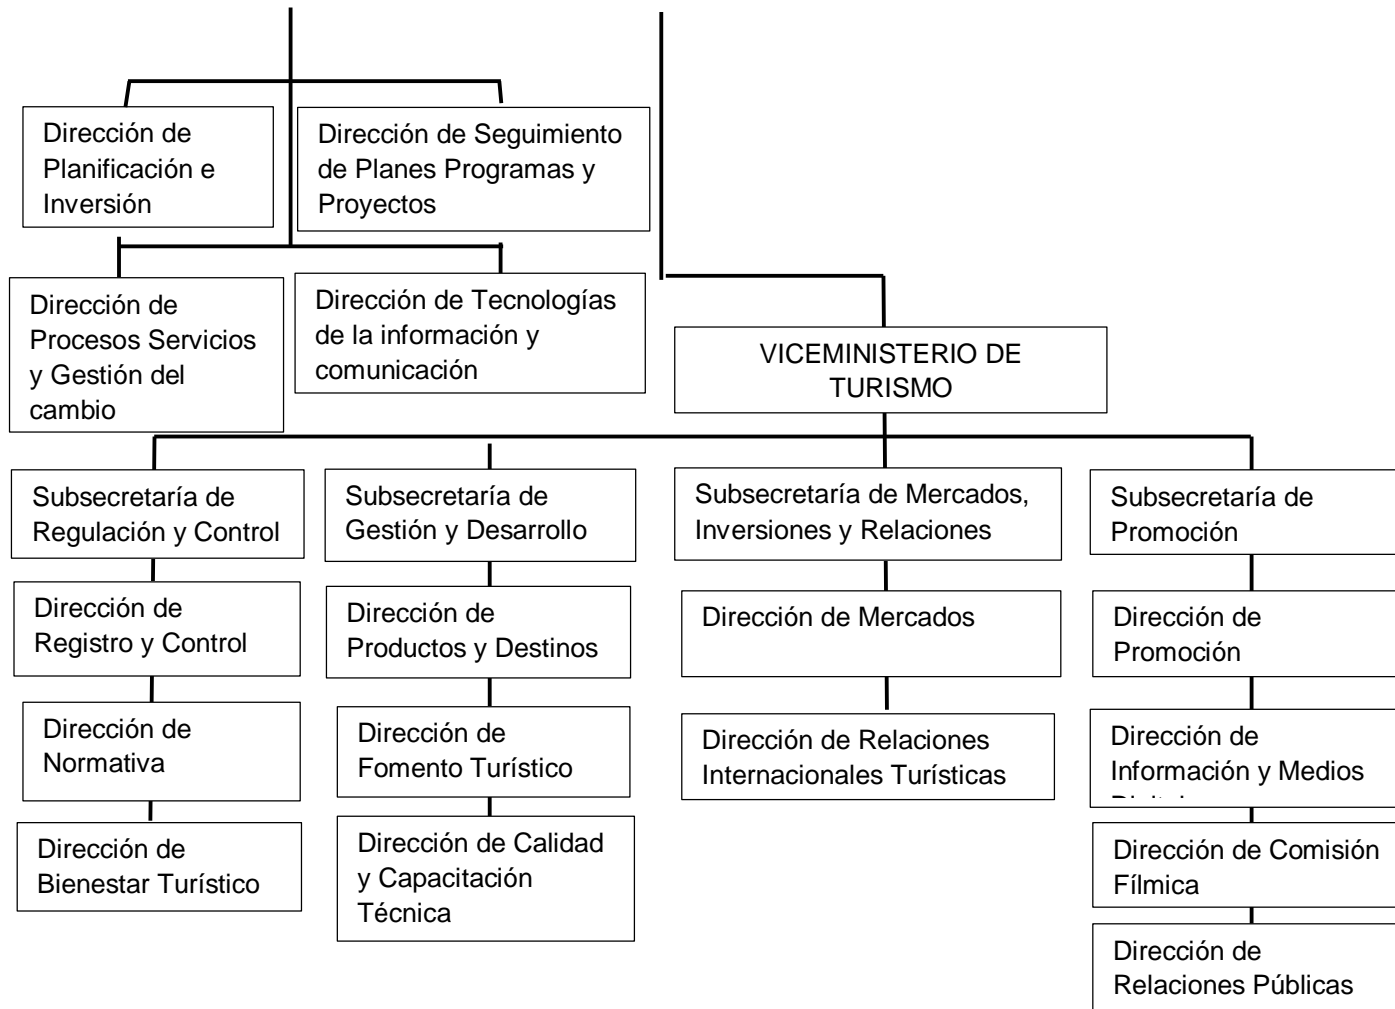 Dirección de
Planificación e
Inversión
Dirección de Seguimiento
de Planes Programas y
Proyectos
Dirección de
Procesos Servicios
y Gestión del
cambio
Dirección de Tecnologías
de la información y
comunicación
VICEMINISTERIO DE
TURISMO
Subsecretaría de
Regulación y Control
Subsecretaría de
Gestión y Desarrollo
Subsecretaría de Mercados,
Inversiones y Relaciones
Subsecretaría de
Promoción
Dirección de
Registro y Control
Dirección de
Productos y Destinos
Dirección de Mercados
Dirección de
Promoción
Dirección de
Normativa
Dirección de
Fomento Turístico
Dirección de Relaciones
Internacionales Turísticas
Dirección de
Información y Medios
Dirección de
Bienestar Turístico
Dirección de Calidad
y Capacitación
Técnica
Dirección de Comisión
Fílmica
Dirección de
Relaciones Públicas